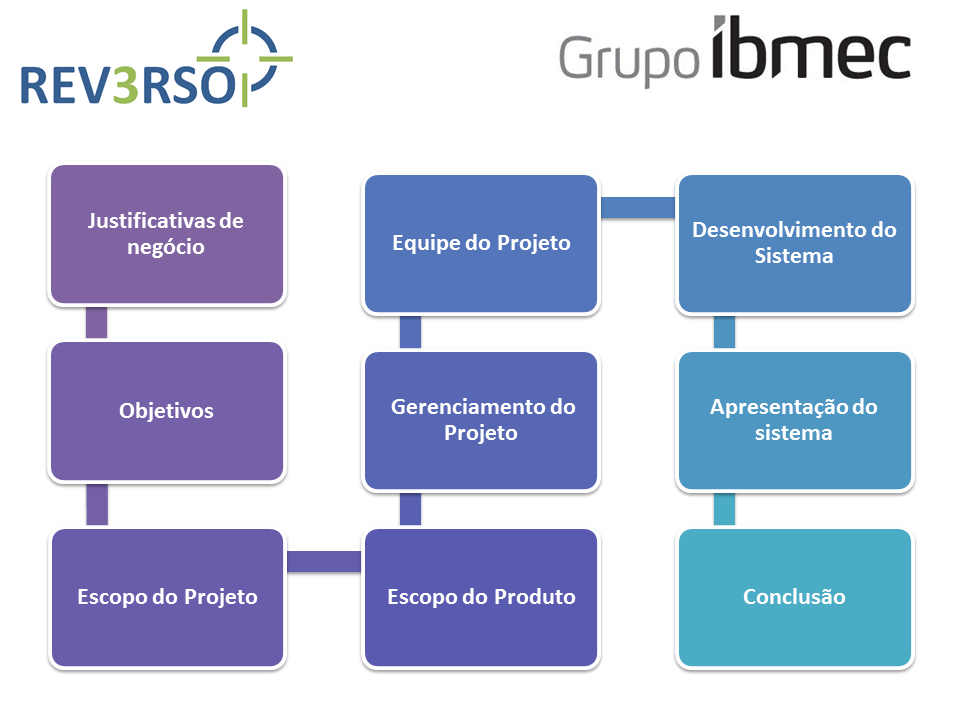 REV3RSO
Grupo ibmec
Justificativas de
negócio
Objetivos
Escopo do Projeto
Escopo do Produto
Gerenciamento do
Projeto
Equipe do Projeto
Desenvolvimento do
Sistema
Apresentação do
sistema
Conclusão